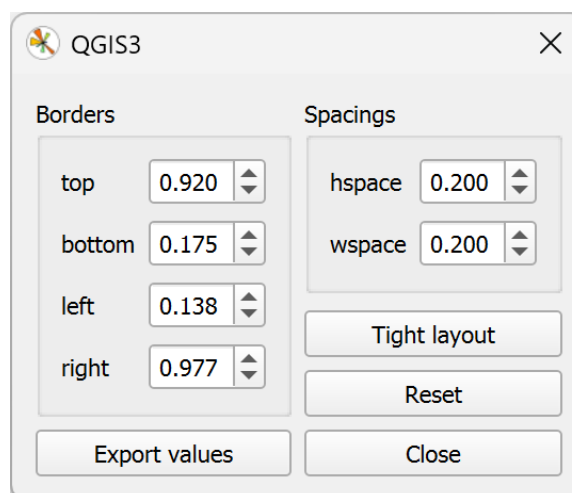 QGIS3
Borders
top 0.920
bottom 0.175
left 0.138
right 0.977
Export values
Spacings
hspace 0.200
wspace 0.200
Tight layout
Reset
Close